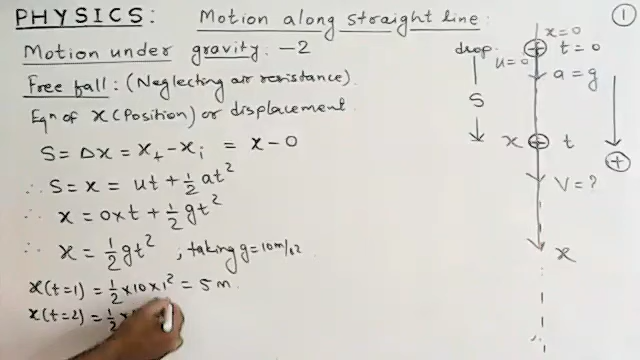 PHYSICS: Motion along straight line:
①
Motion under gravity: -2
Free fall: (Neglecting air resistance)
Eqn of x (Position) or displacement
S = Δx = xf - xi = x - 0
∴ S = x = ut + 1/2 at²
∴ x = 0xt + 1/2 gt²
∴ x = 1/2 gt² , taking g = 10m/s²
x(t=1) = 1/2 × 10 × 1² = 5 m
x(t=2) = 1/2 ×
x=0
drop
t=0
u=0
a=g
S
x
t
+
V=?
x